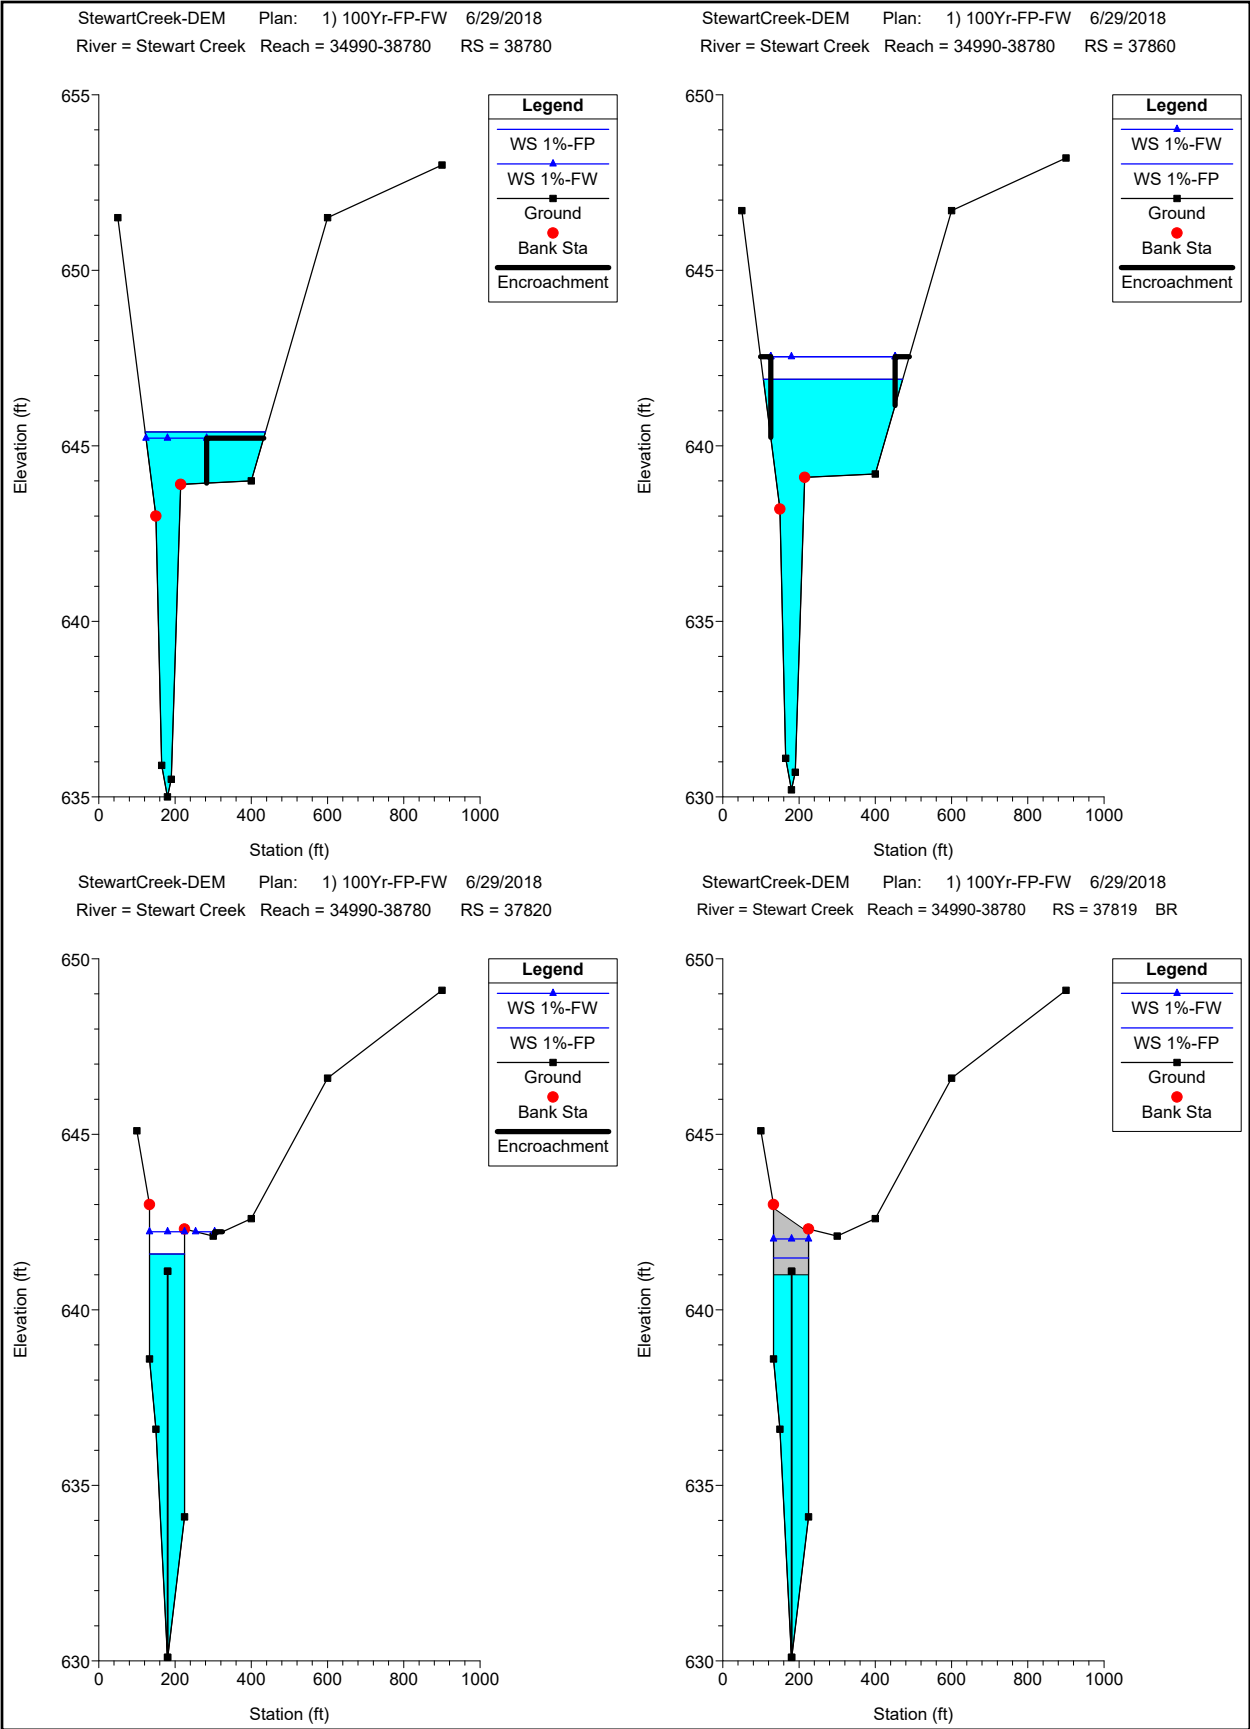 StewartCreek-DEM Plan: 1) 100Yr-FP-FW 6/29/2018
River = Stewart Creek Reach = 34990-38780 RS = 38780
655
650
645
640
635
0 200 400 600 800 1000
Station (ft)
Elevation (ft)
Legend
WS 1%-FP
WS 1%-FW
Ground
Bank Sta
Encroachment
StewartCreek-DEM Plan: 1) 100Yr-FP-FW 6/29/2018
River = Stewart Creek Reach = 34990-38780 RS = 37860
650
645
640
635
630
0 200 400 600 800 1000
Station (ft)
Elevation (ft)
Legend
WS 1%-FW
WS 1%-FP
Ground
Bank Sta
Encroachment
StewartCreek-DEM Plan: 1) 100Yr-FP-FW 6/29/2018
River = Stewart Creek Reach = 34990-38780 RS = 37820
650
645
640
635
630
0 200 400 600 800 1000
Station (ft)
Elevation (ft)
Legend
WS 1%-FW
WS 1%-FP
Ground
Bank Sta
Encroachment
StewartCreek-DEM Plan: 1) 100Yr-FP-FW 6/29/2018
River = Stewart Creek Reach = 34990-38780 RS = 37819 BR
650
645
640
635
630
0 200 400 600 800 1000
Station (ft)
Elevation (ft)
Legend
WS 1%-FW
WS 1%-FP
Ground
Bank Sta